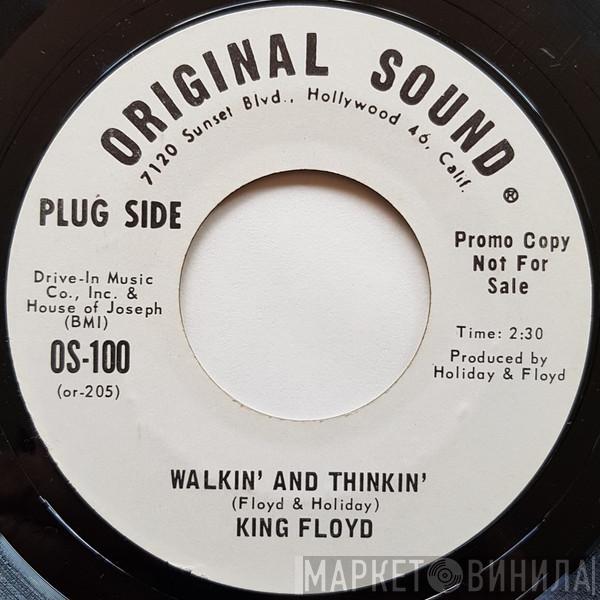 ORIGINAL SOUND®
7120 Sunset Blvd., Hollywood 46, Calif.
PLUG SIDE
Drive-In Music
Co., Inc. &
House of Joseph
(BMI)
OS-100
(or-205)
Promo Copy
Not For
Sale
Time: 2:30
Produced by
Holiday & Floyd
WALKIN' AND THINKIN'
(Floyd & Holiday)
KING FLOYD
МАРКЕТ ВИНИЛА